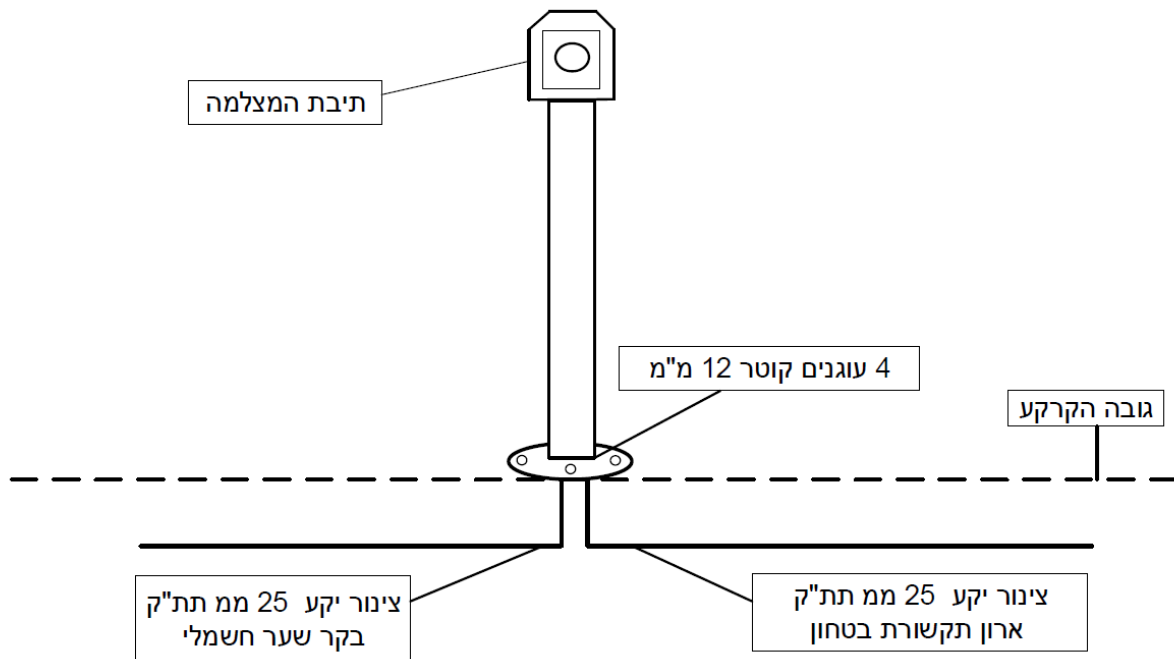 תיבת המצלמה
4 עוגנים קוטר 12 מ"מ
גובה הקרקע
צינור יקע 25 ממ תת"ק
ארון תקשורת בטחון
צינור יקע 25 ממ תת"ק
בקר שער חשמלי